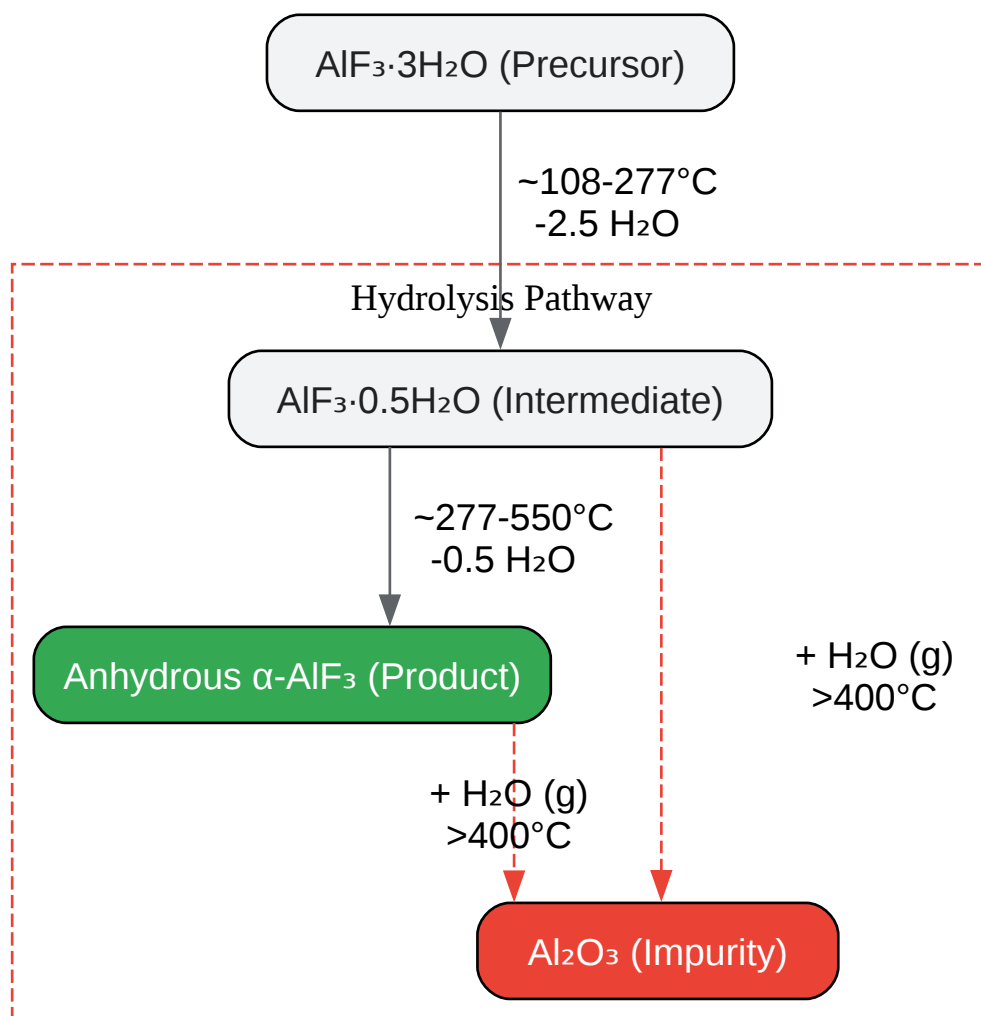 AlF₃·3H₂O (Precursor)
~108-277°C
-2.5 H₂O
Hydrolysis Pathway
AlF₃·0.5H₂O (Intermediate)
~277-550°C
-0.5 H₂O
+ H₂O (g)
>400°C
Anhydrous α-AlF₃ (Product)
+ H₂O (g)
>400°C
Al₂O₃ (Impurity)